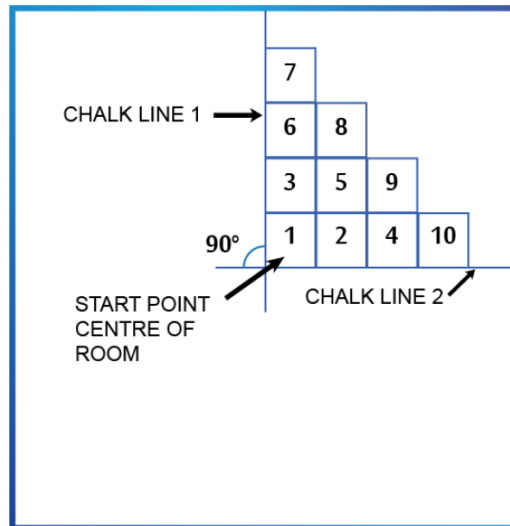 7
CHALK LINE 1
6 8
3 5 9
90°
1 2 4 10
START POINT
CENTRE OF
ROOM
CHALK LINE 2